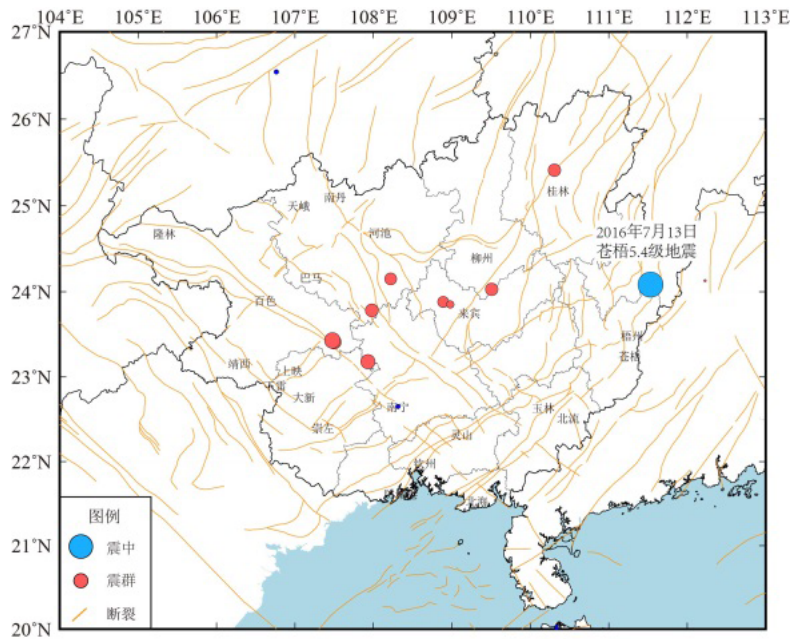 104°E 105°E 106°E 107°E 108°E 109°E 110°E 111°E 112°E 113°E
27°N
26°N
25°N
24°N
23°N
22°N
21°N
20°N
桂林
南丹
天峨
隆林
河池
2016年7月13日
苍梧5.4级地震
柳州
巴马
百色
来宾
梧州
苍梧
靖西
上映
下雷
大新
玉林
南宁
北流
崇左
灵山
钦州
北海
图例
震中
震群
断裂